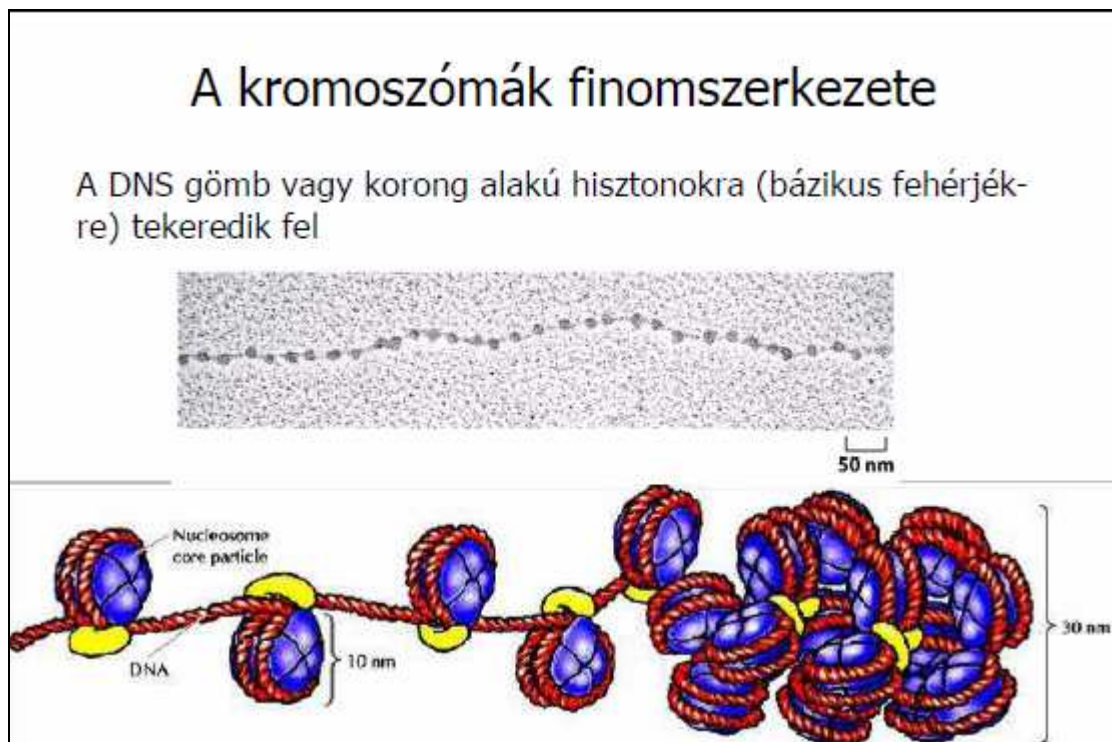 A kromoszómák finomszerkezete
A DNS gömb vagy korong alakú hisztonokra (bázikus fehérjék-
re) tekeredik fel
50 nm
Nucleosome
core particle
DNA
10 nm
30 nm